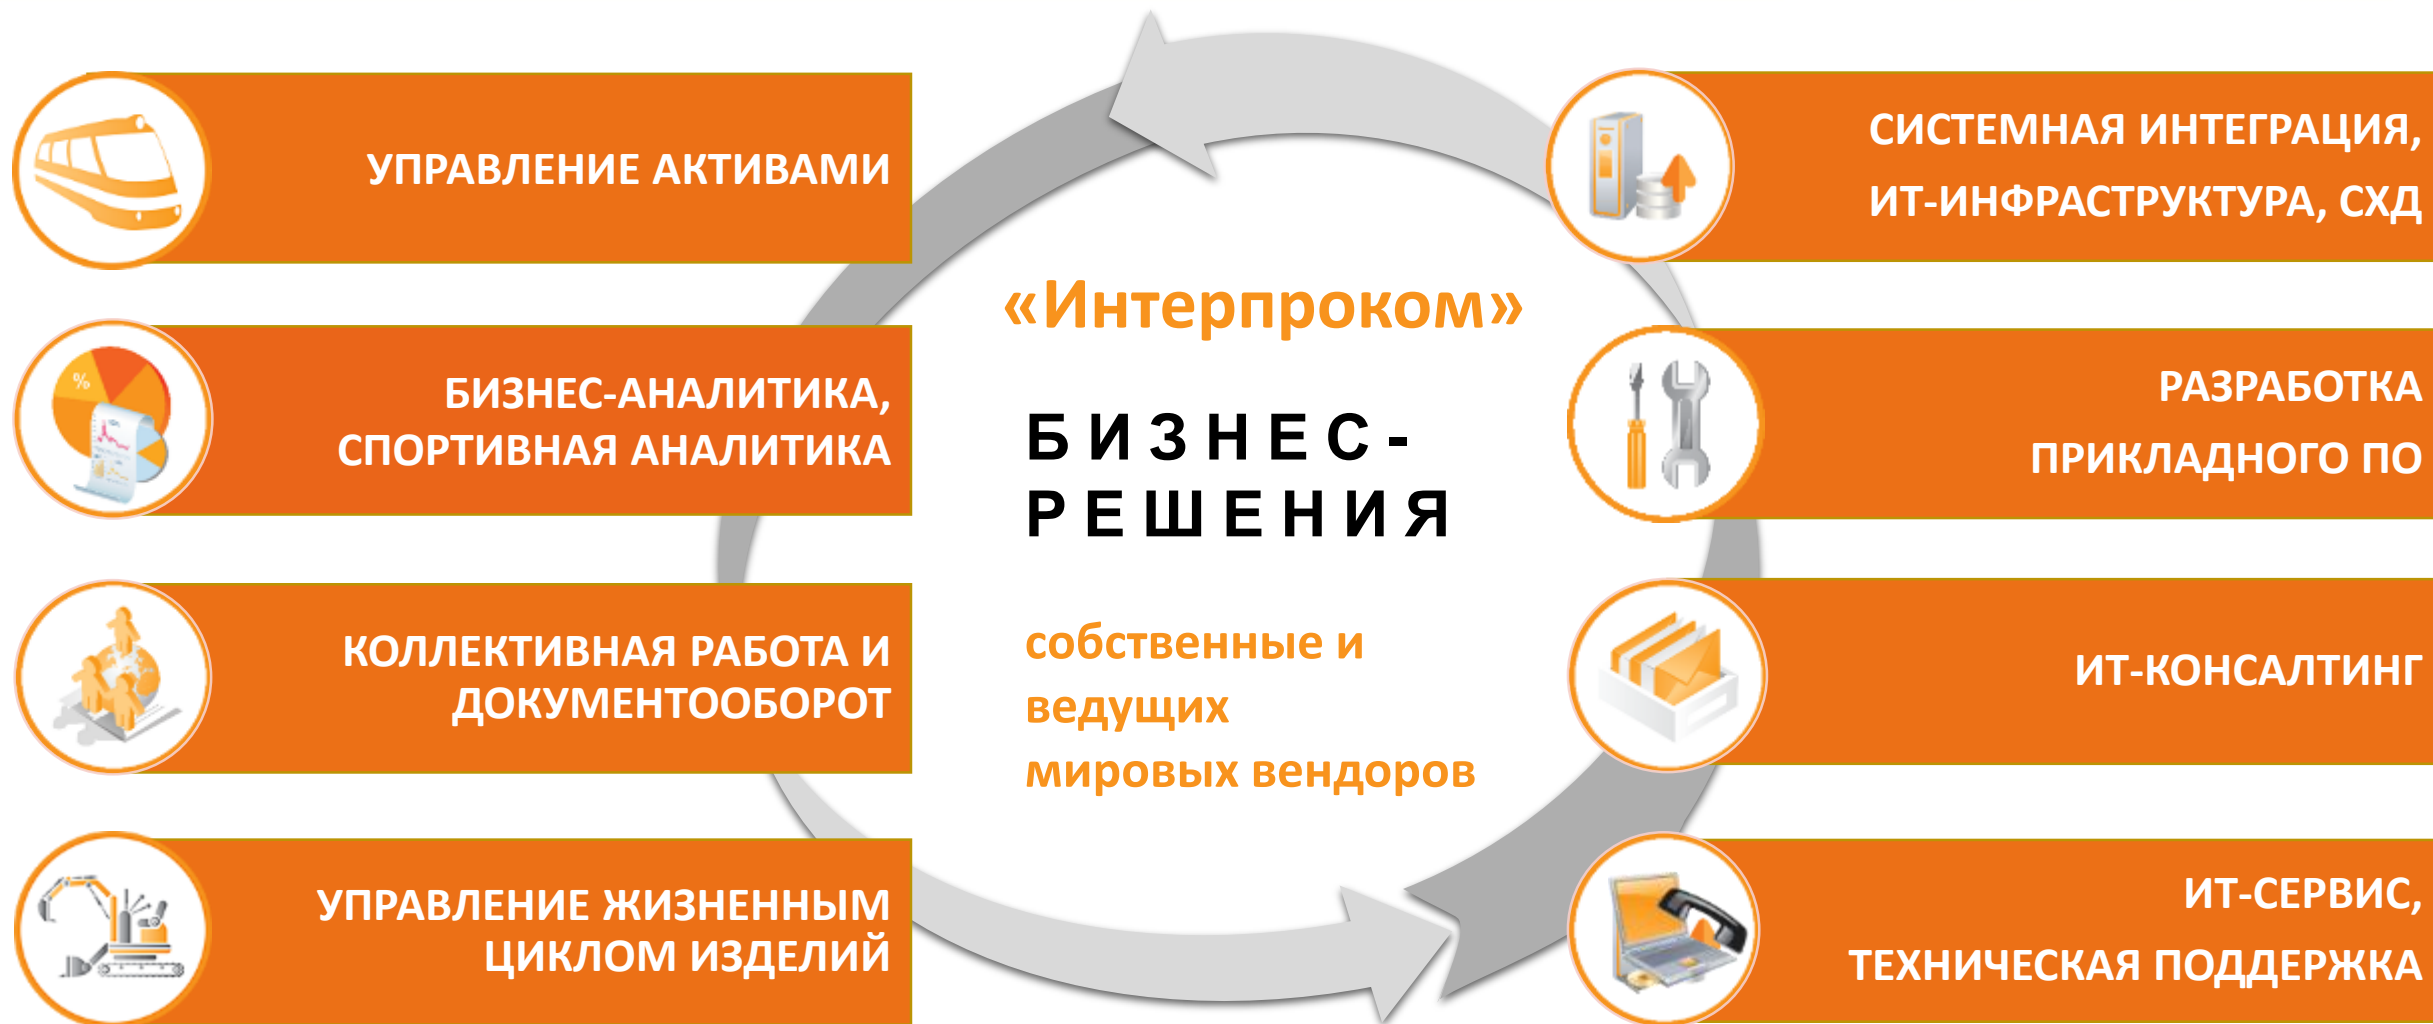 УПРАВЛЕНИЕ АКТИВАМИ
БИЗНЕС-АНАЛИТИКА,
СПОРТИВНАЯ АНАЛИТИКА
%
КОЛЛЕКТИВНАЯ РАБОТА И
ДОКУМЕНТООБОРОТ
УПРАВЛЕНИЕ ЖИЗНЕННЫМ
ЦИКЛОМ ИЗДЕЛИЙ
«Интерпроком»
БИЗНЕС-
РЕШЕНИЯ
собственные и
ведущих
мировых вендоров
СИСТЕМНАЯ ИНТЕГРАЦИЯ,
ИТ-ИНФРАСТРУКТУРА, СХД
РАЗРАБОТКА
ПРИКЛАДНОГО ПО
ИТ-КОНСАЛТИНГ
ИТ-СЕРВИС,
ТЕХНИЧЕСКАЯ ПОДДЕРЖКА